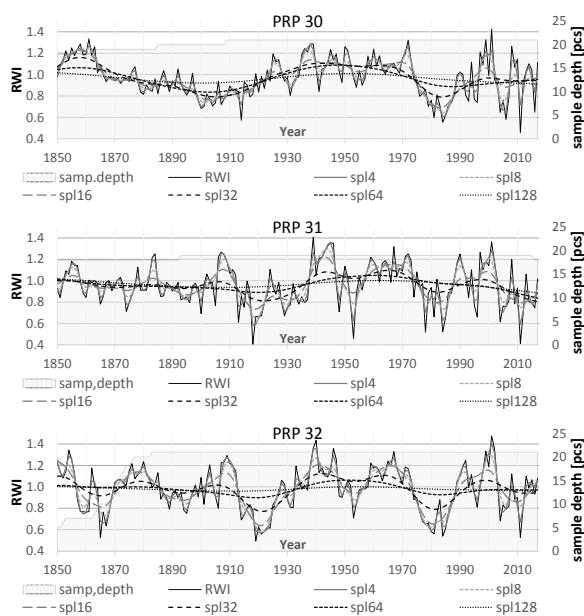 PRP 30
1.4 25
1.2 20
1.0 15
0.8 10
0.6 5
0.4 0
RWI
sample depth [pcs]
Year
1850 1870 1890 1910 1930 1950 1970 1990 2010
samp.depth RWI spl4 spl8
spl16 spl32 spl64 spl128
PRP 31
1.4 25
1.2 20
1.0 15
0.8 10
0.6 5
0.4 0
RWI
sample depth [pcs]
Year
1850 1870 1890 1910 1930 1950 1970 1990 2010
samp,depth RWI spl4 spl8
spl16 spl32 spl64 spl128
PRP 32
1.4 25
1.2 20
1.0 15
0.8 10
0.6 5
0.4 0
RWI
sample depth [pcs]
Year
1850 1870 1890 1910 1930 1950 1970 1990 2010
samp,depth RWI spl4 spl8
spl16 spl32 spl64 spl128